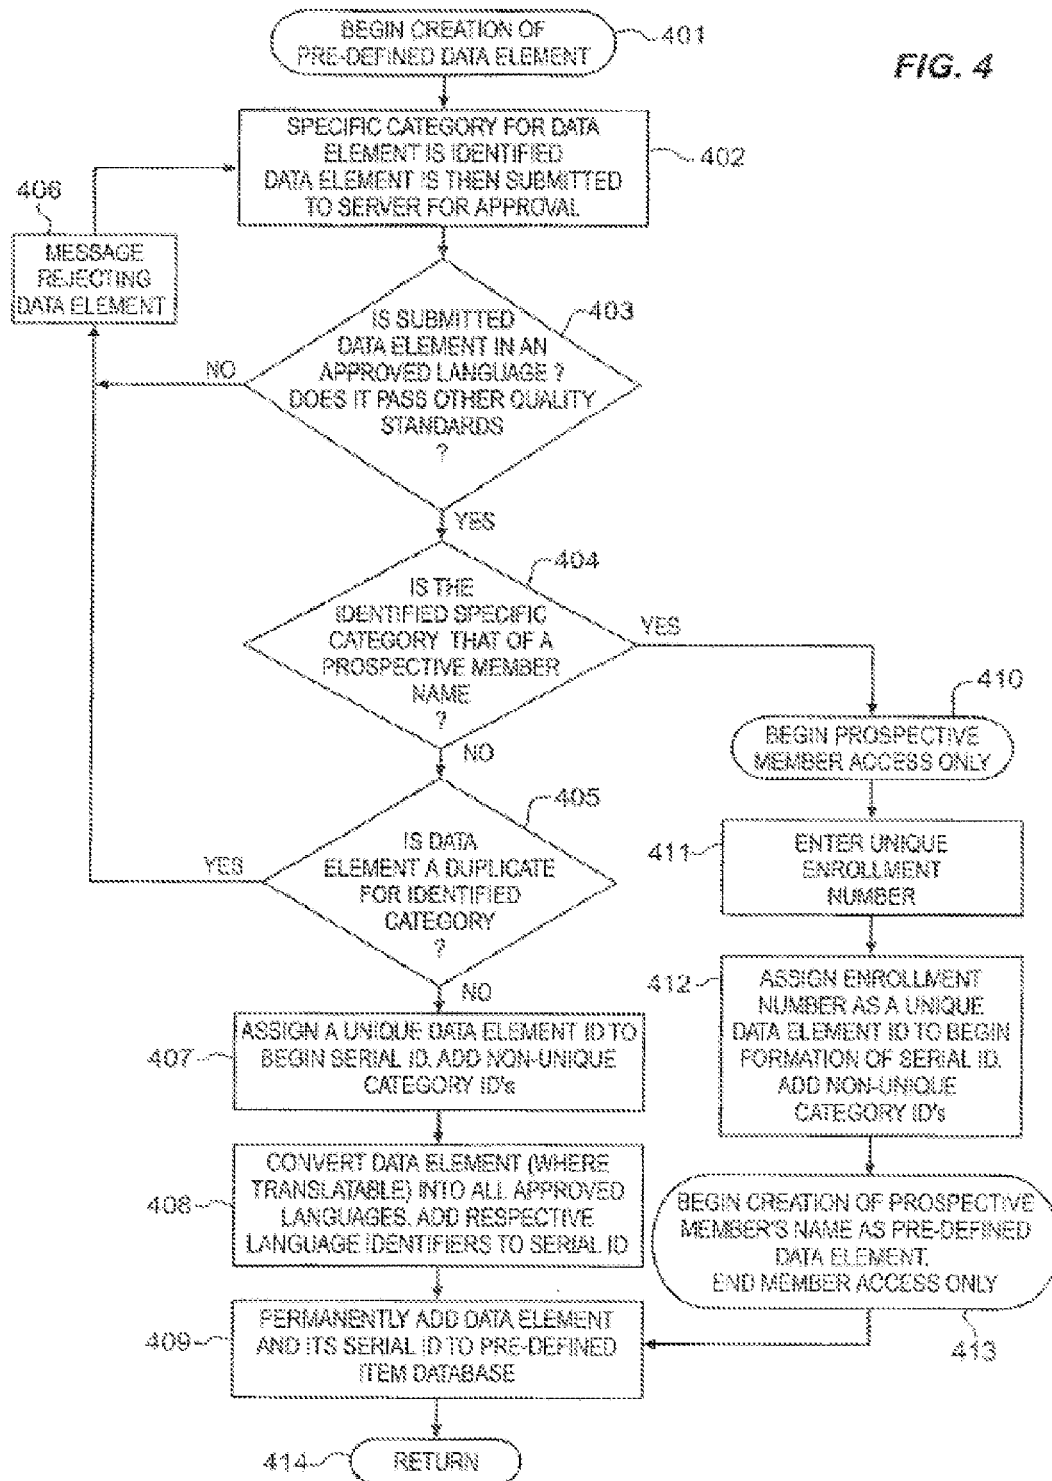 BEGIN CREATION OF
PRE-DEFINED DATA ELEMENT
401
FIG. 4
SPECIFIC CATEGORY FOR DATA
ELEMENT IS IDENTIFIED
DATA ELEMENT IS THEN SUBMITTED
TO SERVER FOR APPROVAL
402
406
MESSAGE
REJECTING
DATA ELEMENT
IS SUBMITTED
DATA ELEMENT IN AN
APPROVED LANGUAGE ?
DOES IT PASS OTHER QUALITY
STANDARDS
?
403
NO
YES
IS THE
IDENTIFIED SPECIFIC
CATEGORY THAT OF A
PROSPECTIVE MEMBER
NAME
?
404
YES
NO
410
BEGIN PROSPECTIVE
MEMBER ACCESS ONLY
IS DATA
ELEMENT A DUPLICATE
FOR IDENTIFIED
CATEGORY
?
405
YES
NO
411
ENTER UNIQUE
ENROLLMENT
NUMBER
412
ASSIGN ENROLLMENT
NUMBER AS A UNIQUE
DATA ELEMENT ID TO BEGIN
FORMATION OF SERIAL ID.
ADD NON-UNIQUE
CATEGORY ID's
407
ASSIGN A UNIQUE DATA ELEMENT ID TO
BEGIN SERIAL ID. ADD NON-UNIQUE
CATEGORY ID's
408
CONVERT DATA ELEMENT (WHERE
TRANSLATABLE) INTO ALL APPROVED
LANGUAGES. ADD RESPECTIVE
LANGUAGE IDENTIFIERS TO SERIAL ID
BEGIN CREATION OF PROSPECTIVE
MEMBER'S NAME AS PRE-DEFINED
DATA ELEMENT.
END MEMBER ACCESS ONLY
413
409
PERMANENTLY ADD DATA ELEMENT
AND ITS SERIAL ID TO PRE-DEFINED
ITEM DATABASE
414
RETURN